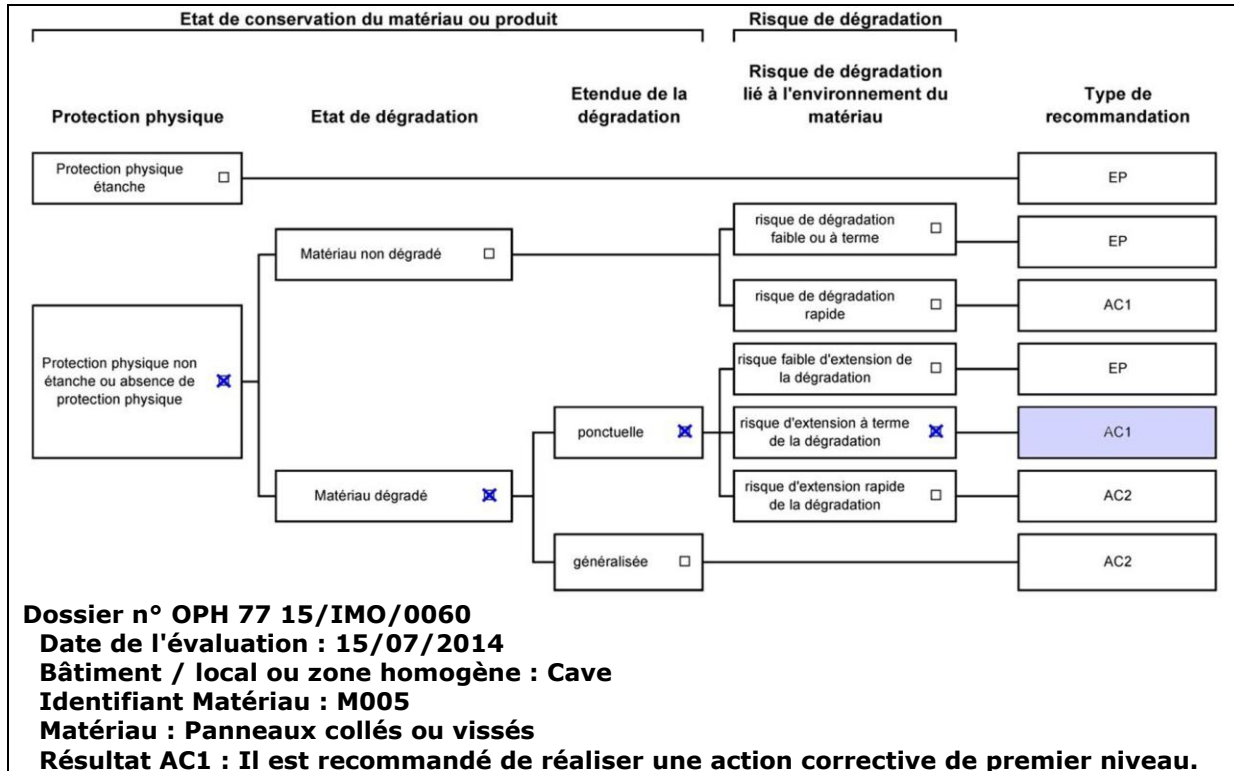 Etat de conservation du matériau ou produit
Risque de dégradation
Protection physique
Etat de dégradation
Etendue de la
dégradation
Risque de dégradation
lié à l'environnement du
matériau
Type de
recommandation
Protection physique
étanche
EP
risque de dégradation
faible ou à terme
EP
Matériau non dégradé
risque de dégradation
rapide
AC1
Protection physique non
étanche ou absence de
protection physique
risque faible d'extension de
la dégradation
EP
ponctuelle
risque d'extension à terme
de la dégradation
AC1
Matériau dégradé
risque d'extension rapide
de la dégradation
AC2
généralisée
AC2
Dossier n° OPH 77 15/IMO/0060
Date de l'évaluation : 15/07/2014
Bâtiment / local ou zone homogène : Cave
Identifiant Matériau : M005
Matériau : Panneaux collés ou vissés
Résultat AC1 : Il est recommandé de réaliser une action corrective de premier niveau.